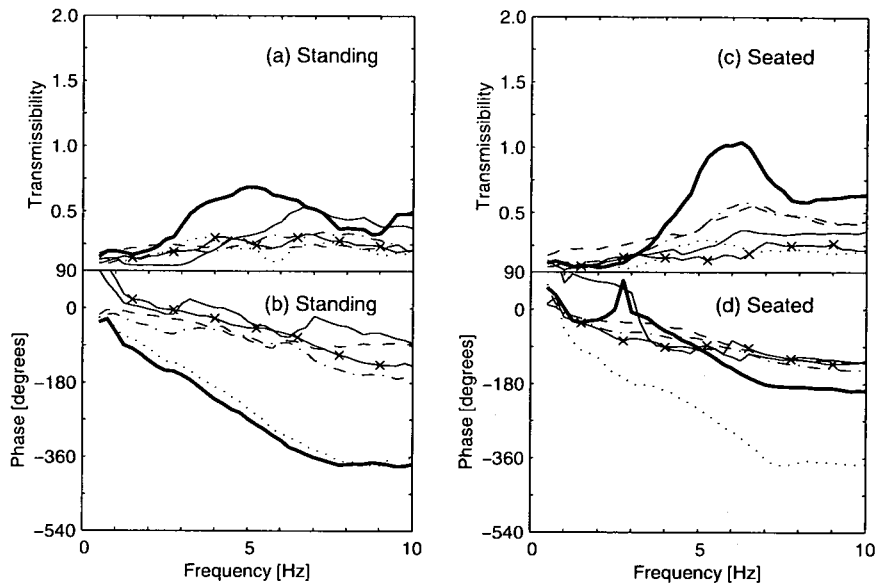 2.0
1.5
1.0
0.5
90
Transmissibility
(a) Standing
0
−180
−360
−540
Phase [degrees]
(b) Standing
0
5
10
Frequency [Hz]
2.0
1.5
1.0
0.5
90
Transmissibility
(c) Seated
0
−180
−360
−540
Phase [degrees]
(d) Seated
0
5
10
Frequency [Hz]